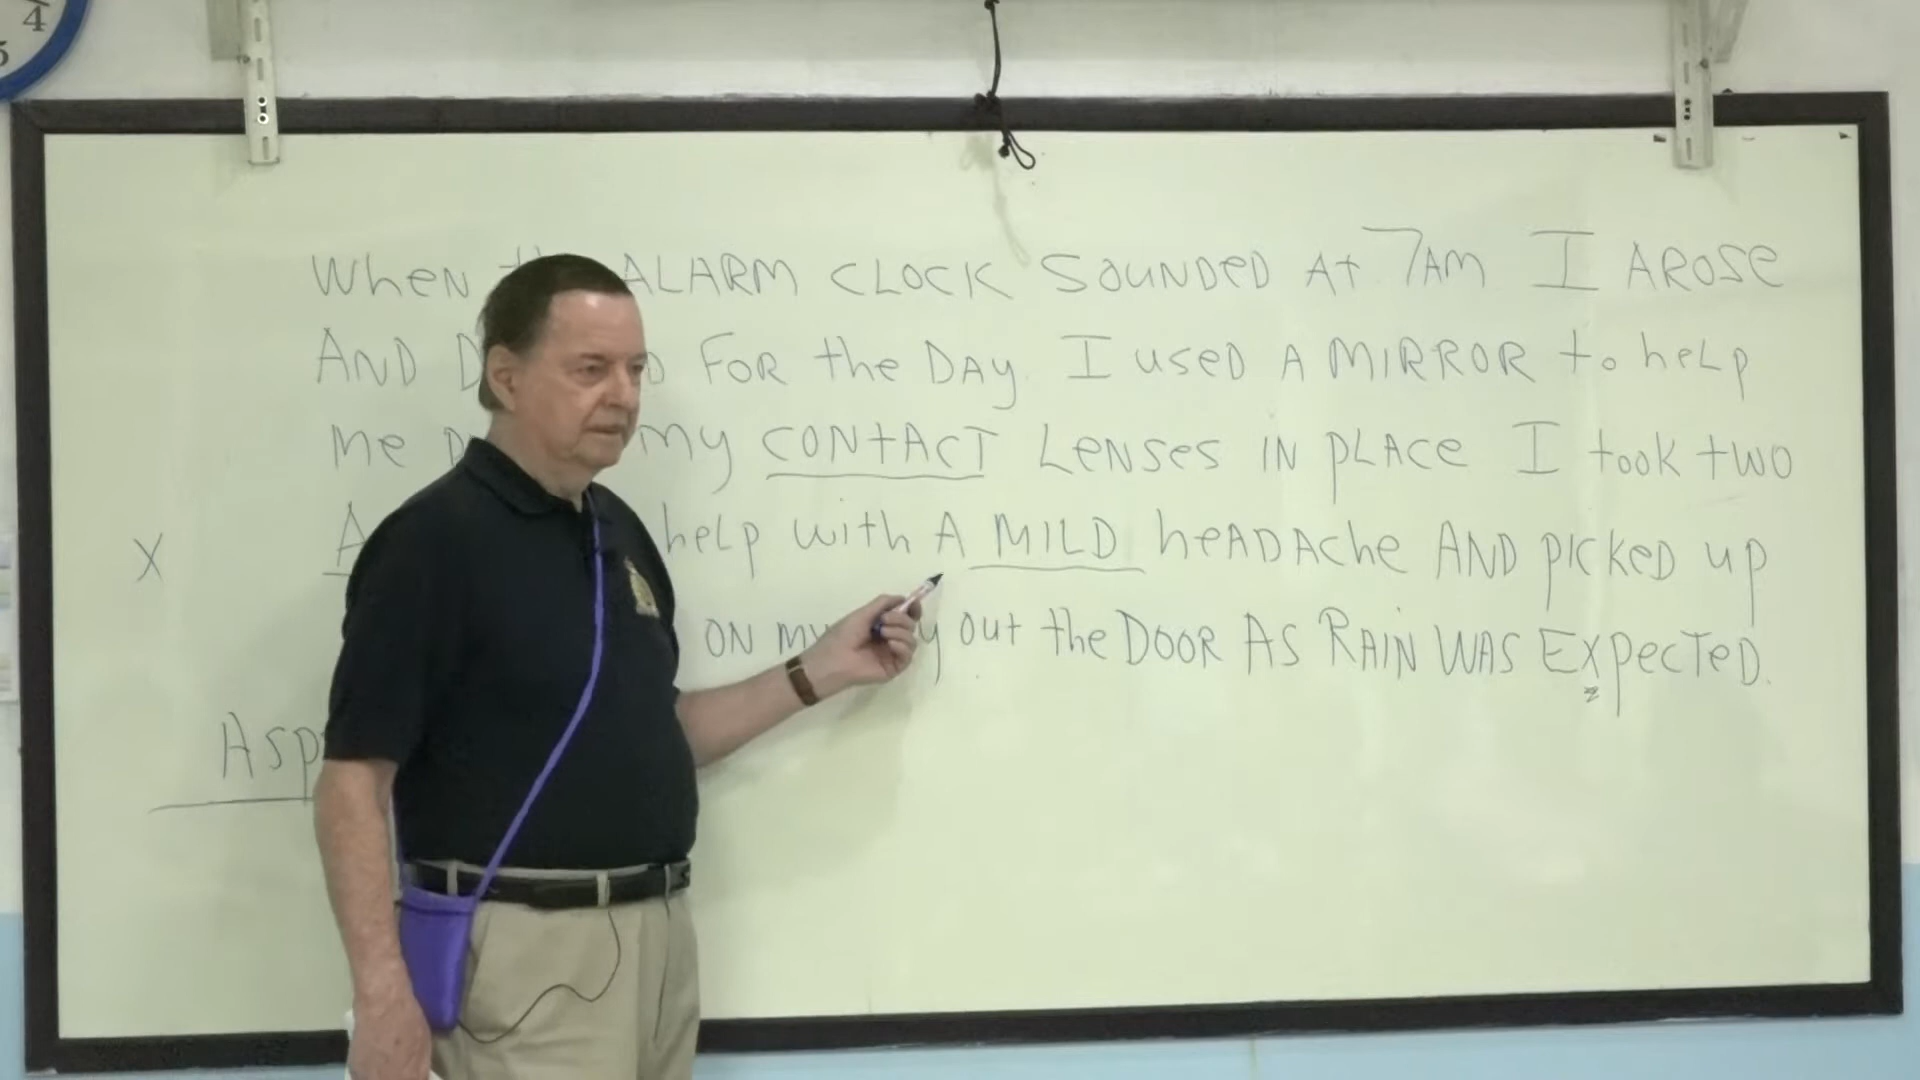 4
5
When ALARM CLOCK SOUNDED At 7AM I AROSE
AND FOR the DAY. I used A MIRROR to help
me my CONtACT Lenses IN pLACe I took two
help with A MILD heADAche AND pICKeD up
ON out the DOOR AS RAIN WAS ExpecTeD.
X